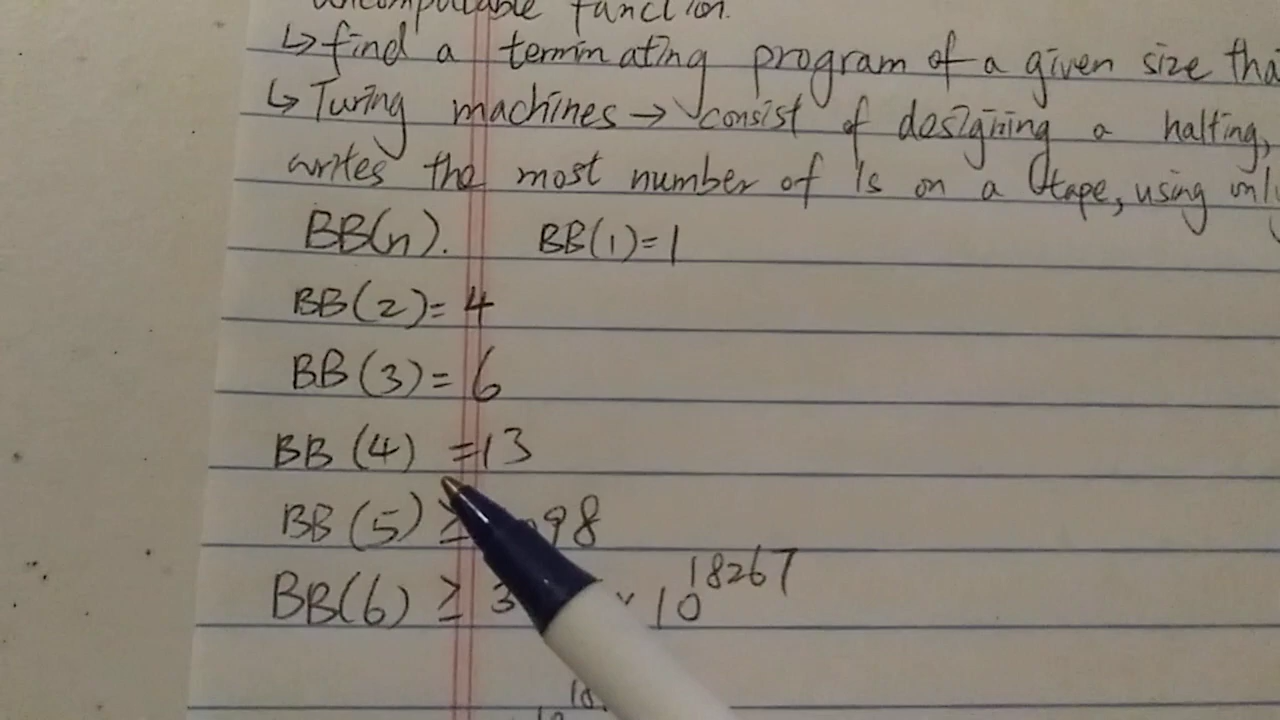 uncomputable function.
↳ find a terminating program of a given size
↳ Turing machines → consist of designing a halting,
writes the most number of 1s on a tape, using
BB(n). BB(1)=1
BB(2)=4
BB(3)=6
BB(4) =13
BB(5) ≥ 98
BB(6) ≥ 3 × 10^18267